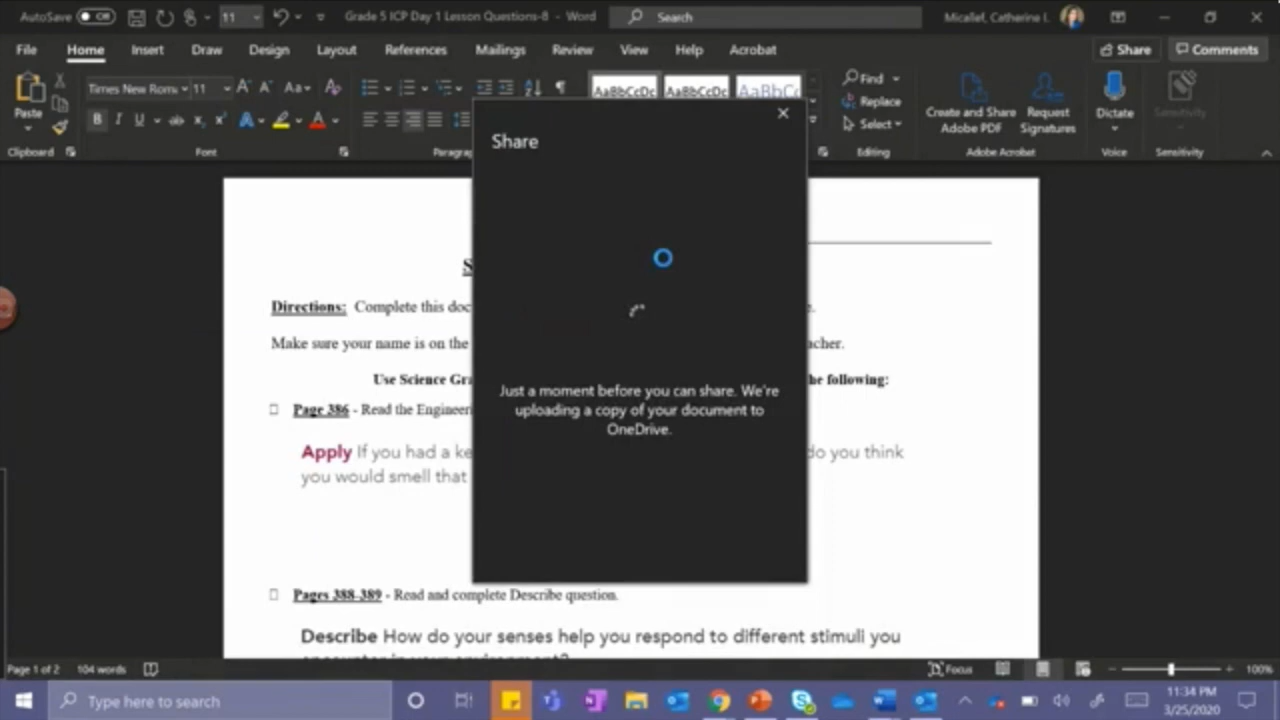 AutoSave Off 11 Grade 5 ICP Day 1 Lesson Questions-8 - Word Search Micallef, Catherine I.
File Home Insert Draw Design Layout References Mailings Review View Help Acrobat Share Comments
Paste
Times New Roma 11
Aa
B I U ab
AaBbCcDc AaBbCcDc AaBbCc
Find
Replace
Select
Create and Share Adobe PDF
Request Signatures
Dictate
Sensitivity
Clipboard Font Paragra Editing Adobe Acrobat Voice Sensitivity
Share
Just a moment before you can share. We're
uploading a copy of your document to
OneDrive.
Directions: Complete this doc
Make sure your name is on the
Use Science Gra he following:
Page 386 - Read the Engineer
Apply If you had a ke do you think
you would smell that
Pages 388-389 - Read and complete Describe question.
Describe How do your senses help you respond to different stimuli you
Page 1 of 2 104 words Focus 100%
Type here to search
11:34 PM
3/25/2020